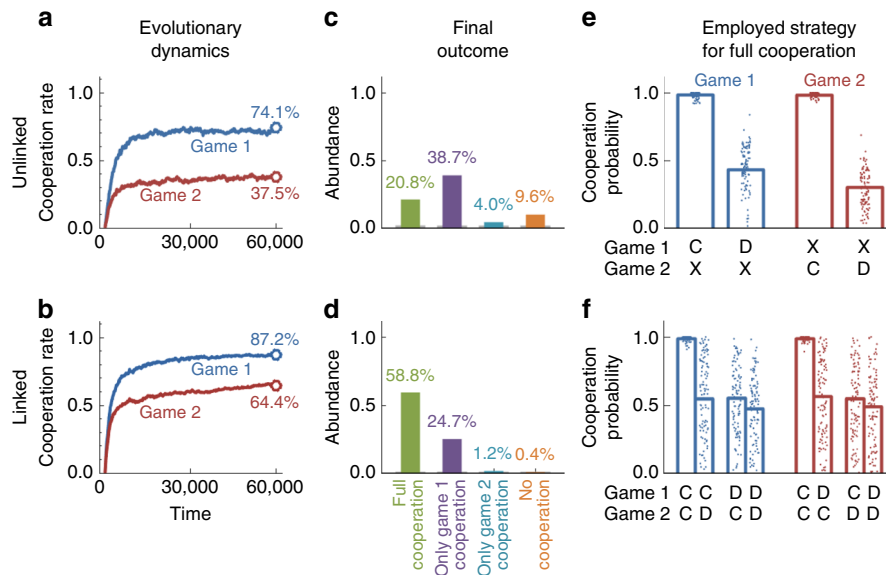 a
Evolutionary
dynamics
Unlinked
Cooperation rate
1.0
0.5
0.0
74.1%
Game 1
Game 2
37.5%
0
30,000
60,000
c
Final
outcome
Abundance
1.0
0.5
0.0
20.8%
38.7%
4.0%
9.6%
e
Employed strategy
for full cooperation
Cooperation
probability
1.0
0.5
0.0
Game 1
Game 2
Game 1 C D X X
Game 2 X X C D
b
Linked
Cooperation rate
1.0
0.5
0.0
87.2%
Game 1
Game 2
64.4%
0
30,000
60,000
Time
d
Abundance
1.0
0.5
0.0
58.8%
24.7%
1.2%
0.4%
Full
cooperation
Only game 1
cooperation
Only game 2
cooperation
No
cooperation
f
Cooperation
probability
1.0
0.5
0.0
Game 1 C C D D C D C D
Game 2 C D C D C C D D